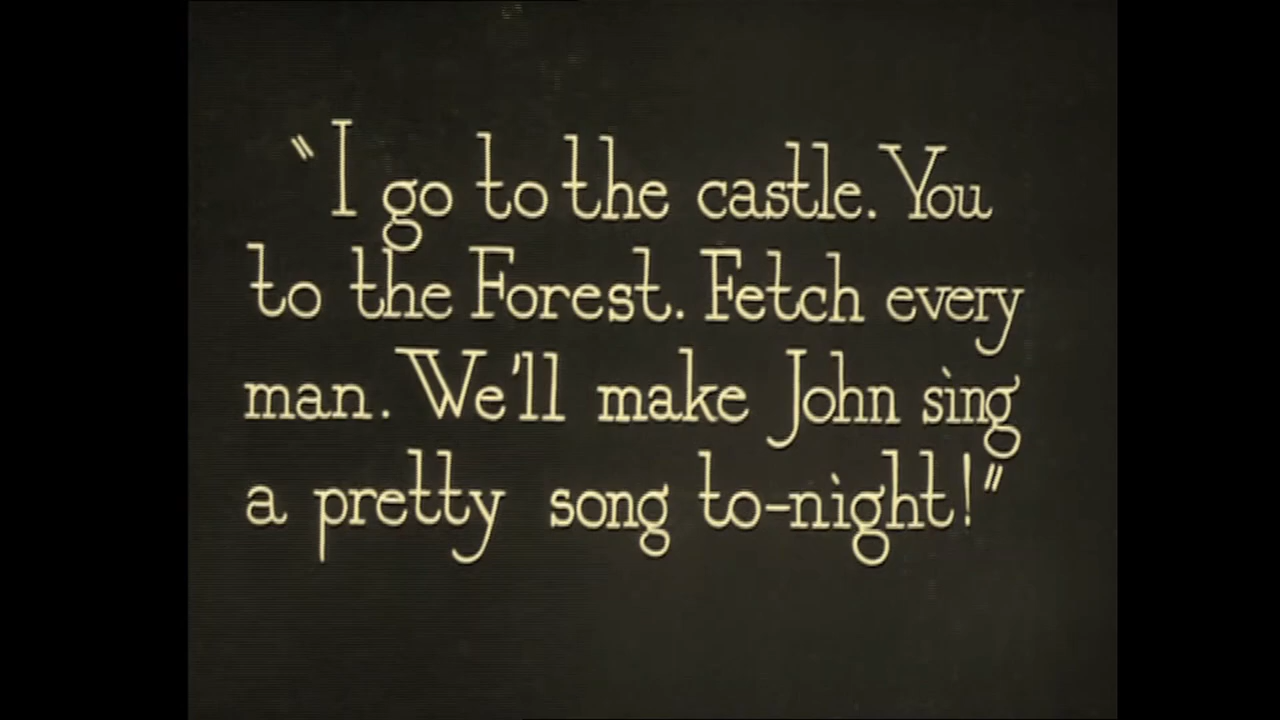 "I go to the castle. You
to the Forest. Fetch every
man. We'll make John sing
a pretty song to-night!"